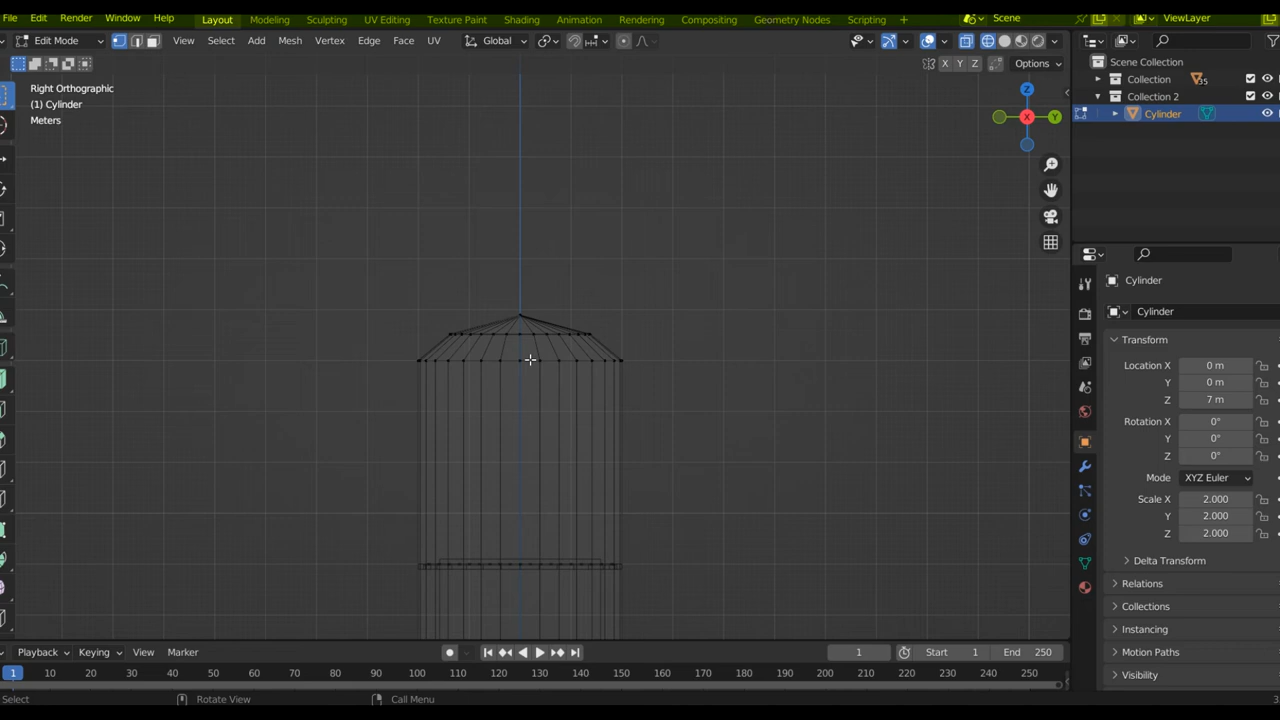 File Edit Render Window Help Layout Modeling Sculpting UV Editing Texture Paint Shading Animation Rendering Compositing Geometry Nodes Scripting + Scene ViewLayer
Edit Mode View Select Add Mesh Vertex Edge Face UV Global
X Y Z Options
Right Orthographic
(1) Cylinder
Meters
Z
X Y
Scene Collection
Collection 35
Collection 2
Cylinder
Cylinder
Cylinder
Transform
Location X 0 m
Y 0 m
Z 7 m
Rotation X 0°
Y 0°
Z 0°
Mode XYZ Euler
Scale X 2.000
Y 2.000
Z 2.000
Delta Transform
Relations
Collections
Instancing
Motion Paths
Visibility
Playback Keying View Marker 1 Start 1 End 250
1 10 20 30 40 50 60 70 80 90 100 110 120 130 140 150 160 170 180 190 200 210 220 230 240 250
Select Rotate View Call Menu